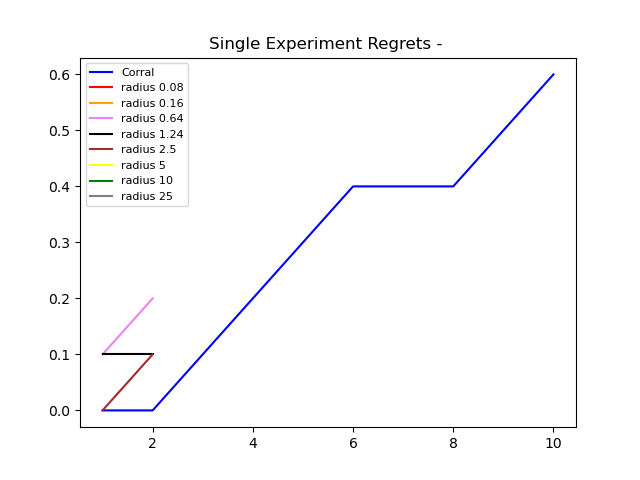 Single Experiment Regrets -
Corral
radius 0.08
radius 0.16
radius 0.64
radius 1.24
radius 2.5
radius 5
radius 10
radius 25
0.6
0.5
0.4
0.3
0.2
0.1
0.0
2 4 6 8 10